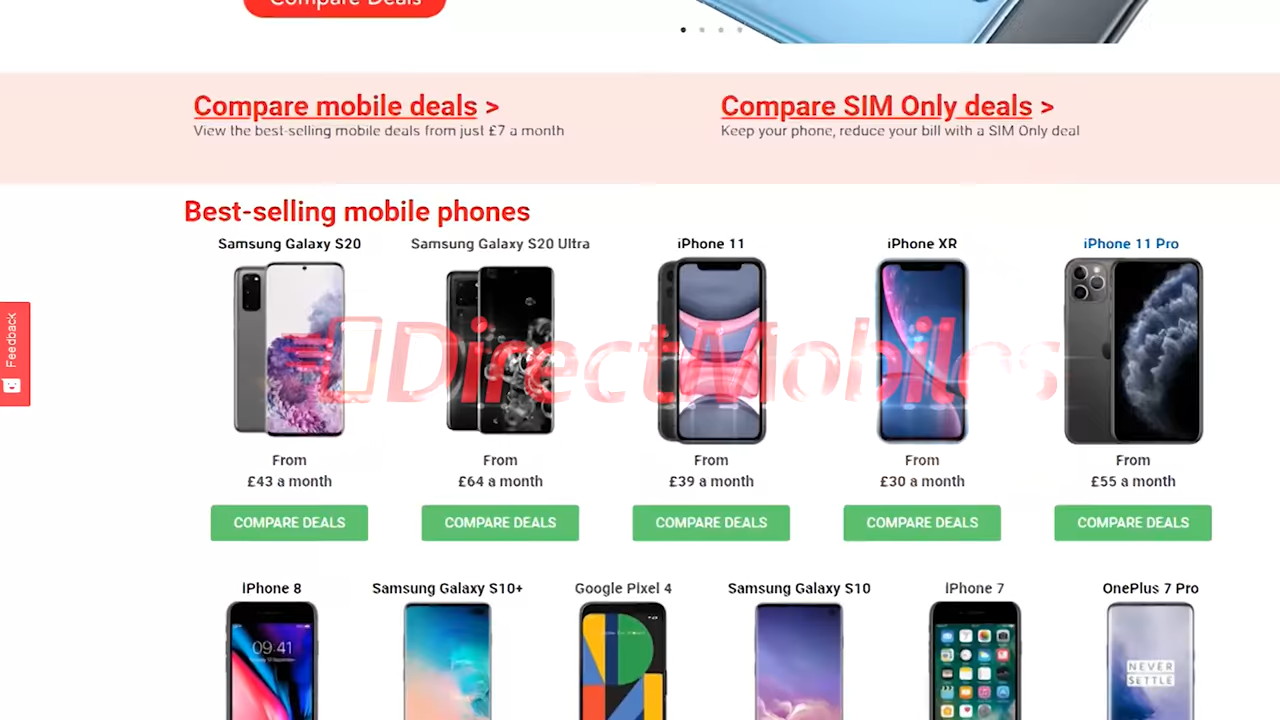 Compare Deals
Compare mobile deals >
View the best-selling mobile deals from just £7 a month
Compare SIM Only deals >
Keep your phone, reduce your bill with a SIM Only deal
Best-selling mobile phones
Samsung Galaxy S20
Samsung Galaxy S20 Ultra
iPhone 11
iPhone XR
iPhone 11 Pro
Feedback
DirectMobiles
From
£43 a month
From
£64 a month
From
£39 a month
From
£30 a month
From
£55 a month
COMPARE DEALS
COMPARE DEALS
COMPARE DEALS
COMPARE DEALS
COMPARE DEALS
iPhone 8
Samsung Galaxy S10+
Google Pixel 4
Samsung Galaxy S10
iPhone 7
OnePlus 7 Pro
09:41
NEVER
SETTLE